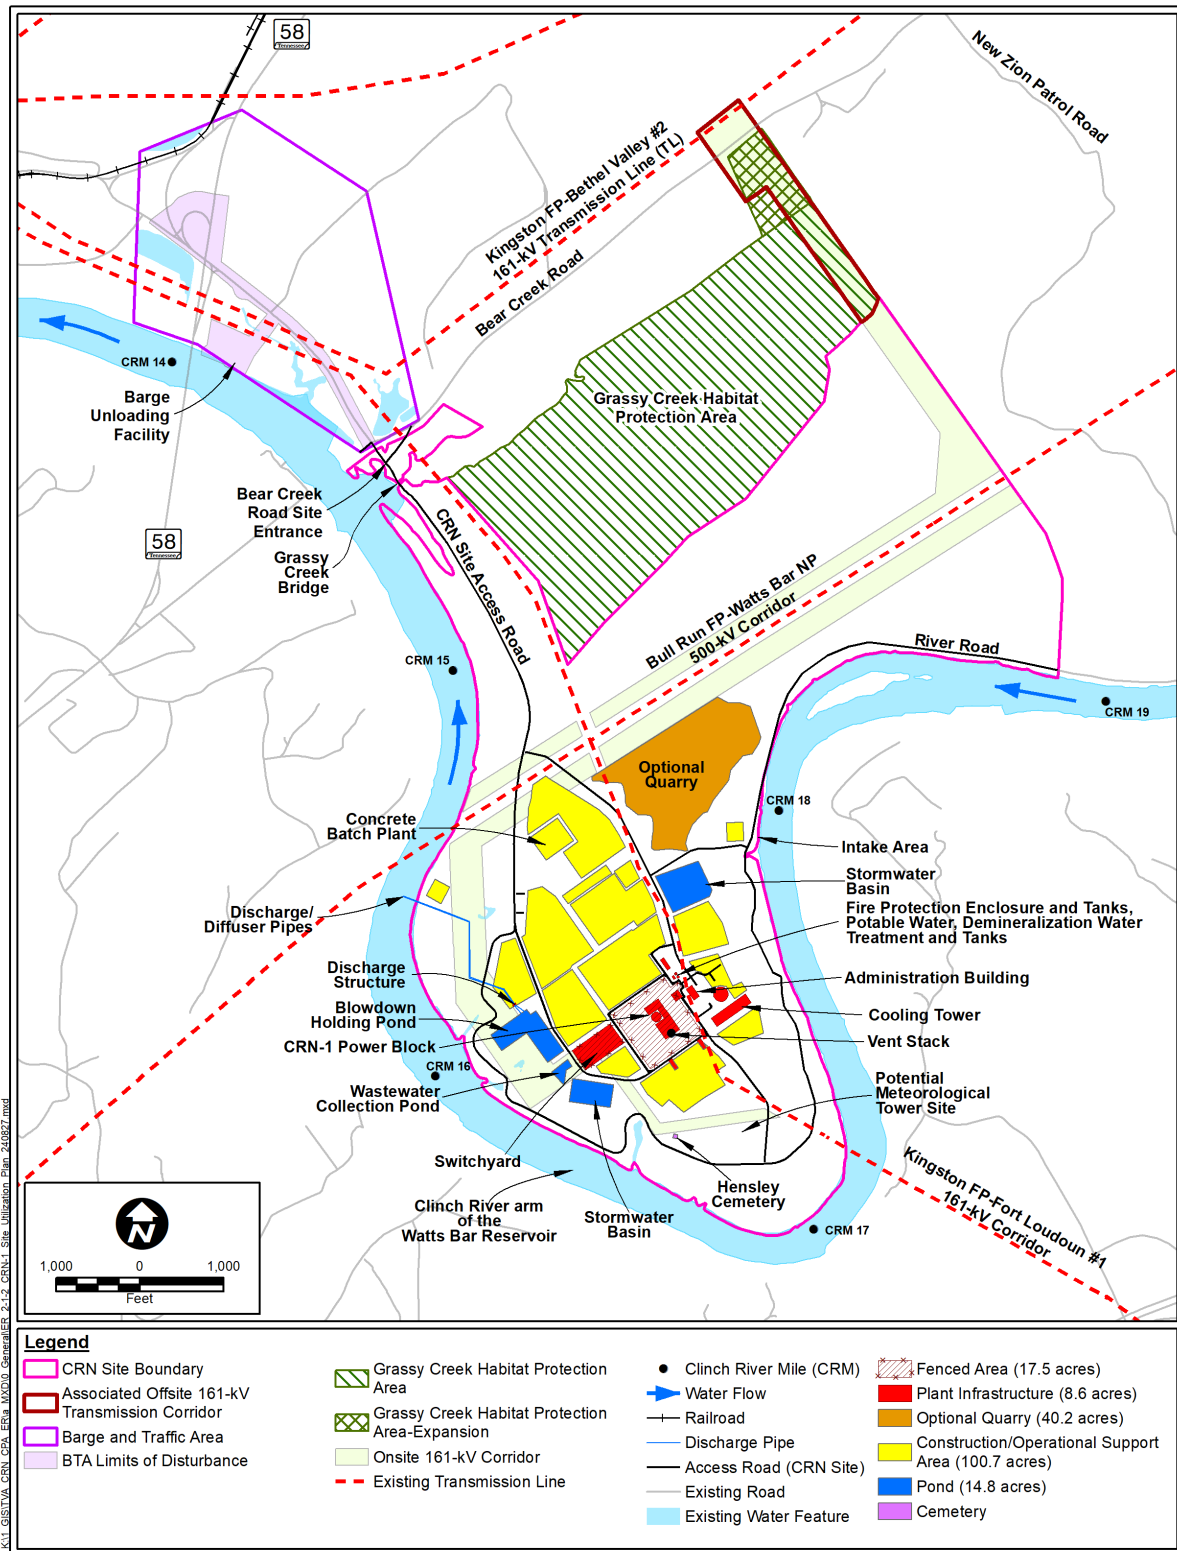 58
Tennessee
New Zion Patrol Road
Kingston FP-Bethel Valley #2
161-kV Transmission Line (TL)
Bear Creek Road
CRM 14
Barge
Unloading
Facility
Grassy Creek Habitat
Protection Area
Bear Creek
Road Site
Entrance
58
Tennessee
Grassy
Creek
Bridge
CRN Site Access Road
Bull Run FP-Watts Bar NP
500-kV Corridor
River Road
CRM 15
CRM 19
Optional
Quarry
CRM 18
Concrete
Batch Plant
Intake Area
Stormwater
Basin
Discharge/
Diffuser Pipes
Fire Protection Enclosure and Tanks,
Potable Water, Demineralization Water
Treatment and Tanks
Discharge
Structure
Administration Building
Blowdown
Holding Pond
Cooling Tower
CRN-1 Power Block
Vent Stack
CRM 16
Wastewater
Collection Pond
Potential
Meteorological
Tower Site
Switchyard
Hensley
Cemetery
Kingston FP-Fort Loudoun #1
161-kV Corridor
Clinch River arm
of the
Watts Bar Reservoir
Stormwater
Basin
CRM 17
N
1,000 0 1,000
Feet
K:\1_GIS\TVA_CRN_CPA_ER\a_MXD\0_General\ER_2-1-2_CRN-1_Site_Utilization_Plan_240827.mxd
Legend
CRN Site Boundary
Associated Offsite 161-kV
Transmission Corridor
Barge and Traffic Area
BTA Limits of Disturbance
Grassy Creek Habitat Protection
Area
Grassy Creek Habitat Protection
Area-Expansion
Onsite 161-kV Corridor
Existing Transmission Line
Clinch River Mile (CRM)
Water Flow
Railroad
Discharge Pipe
Access Road (CRN Site)
Existing Road
Existing Water Feature
Fenced Area (17.5 acres)
Plant Infrastructure (8.6 acres)
Optional Quarry (40.2 acres)
Construction/Operational Support
Area (100.7 acres)
Pond (14.8 acres)
Cemetery